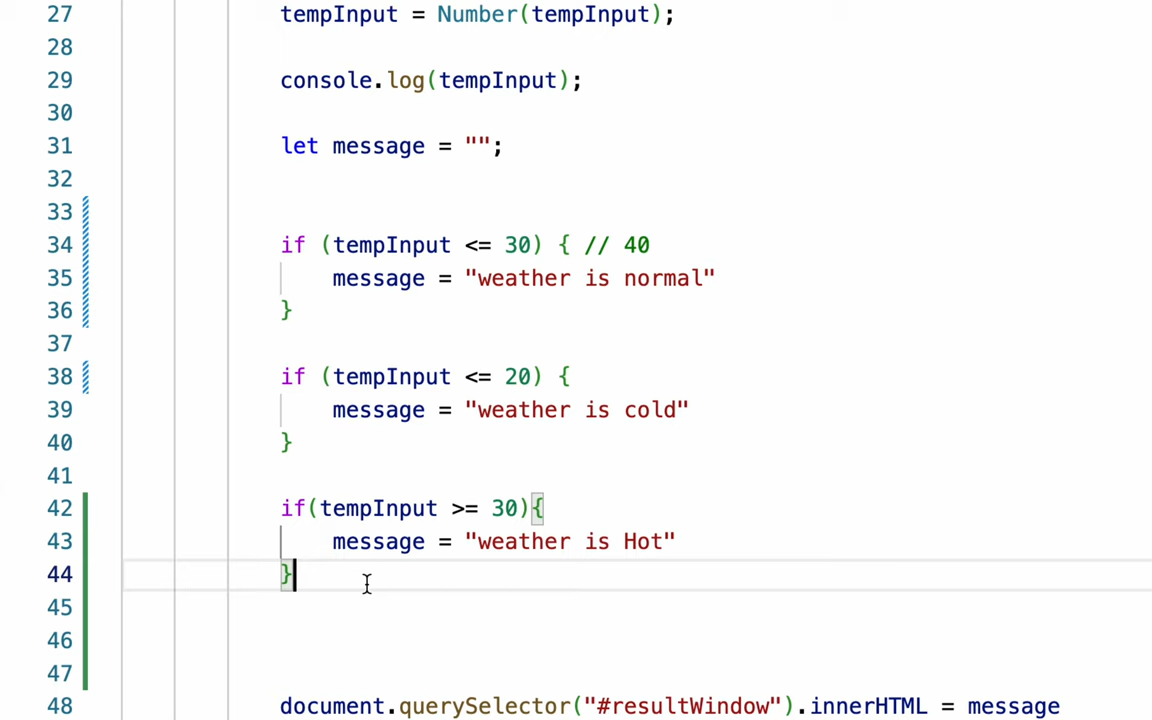 27 tempInput = Number(tempInput);
28
29 console.log(tempInput);
30
31 let message = "";
32
33
34 if (tempInput <= 30) { // 40
35 message = "weather is normal"
36 }
37
38 if (tempInput <= 20) {
39 message = "weather is cold"
40 }
41
42 if(tempInput >= 30){
43 message = "weather is Hot"
44 }
45
46
47
48 document.querySelector("#resultWindow").innerHTML = message